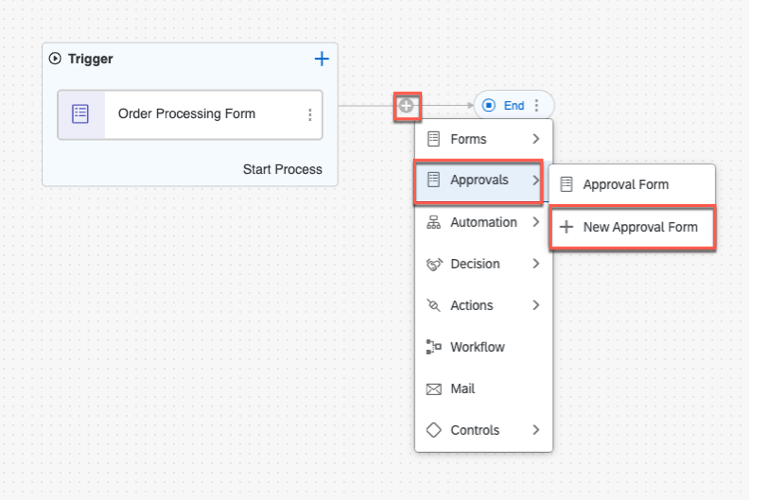 Trigger
Order Processing Form
Start Process
End
Forms
Approvals
Approval Form
New Approval Form
Automation
Decision
Actions
Workflow
Mail
Controls